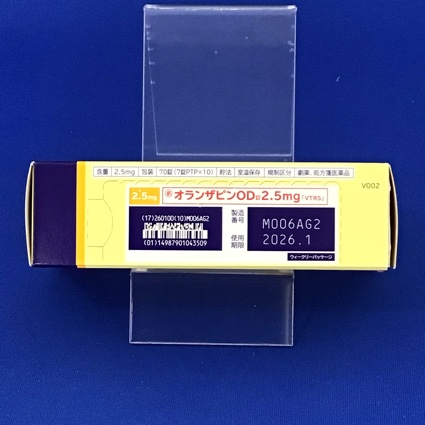 含量 2.5mg 包装 70錠(7錠PTP×10) 貯法 室温保存 規制区分 劇薬、処方箋医薬品
V002
2.5mg 劇 オランザピンOD錠2.5mg「VTRS」
(17)260100(10)M006AG2
(01)14987901043509
製造番号 M006AG2
使用期限 2026.1
ウィークリーパッケージ